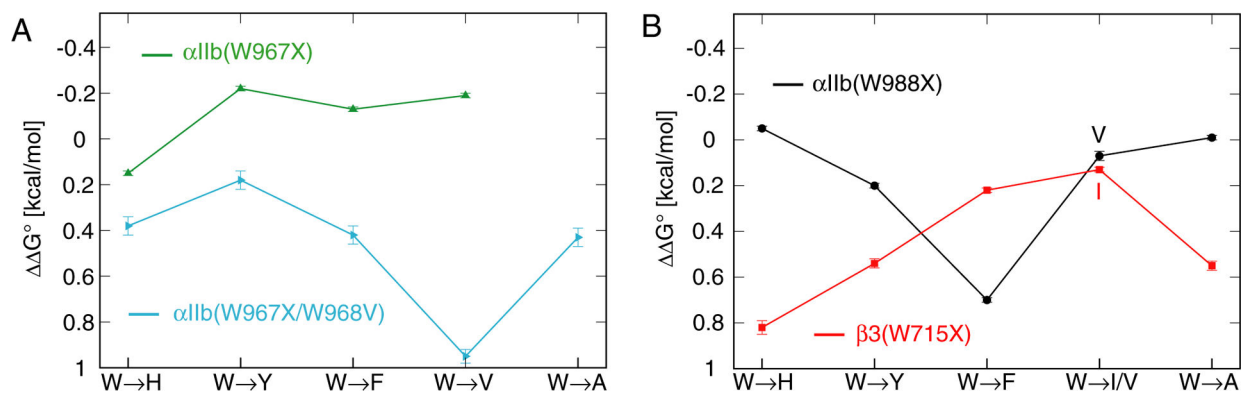 A
ΔΔG° [kcal/mol]
-0.4
-0.2
0
0.2
0.4
0.6
0.8
1
αIIb(W967X)
αIIb(W967X/W968V)
W→H W→Y W→F W→V W→A
B
ΔΔG° [kcal/mol]
-0.4
-0.2
0
0.2
0.4
0.6
0.8
1
αIIb(W988X)
V
I
β3(W715X)
W→H W→Y W→F W→I/V W→A